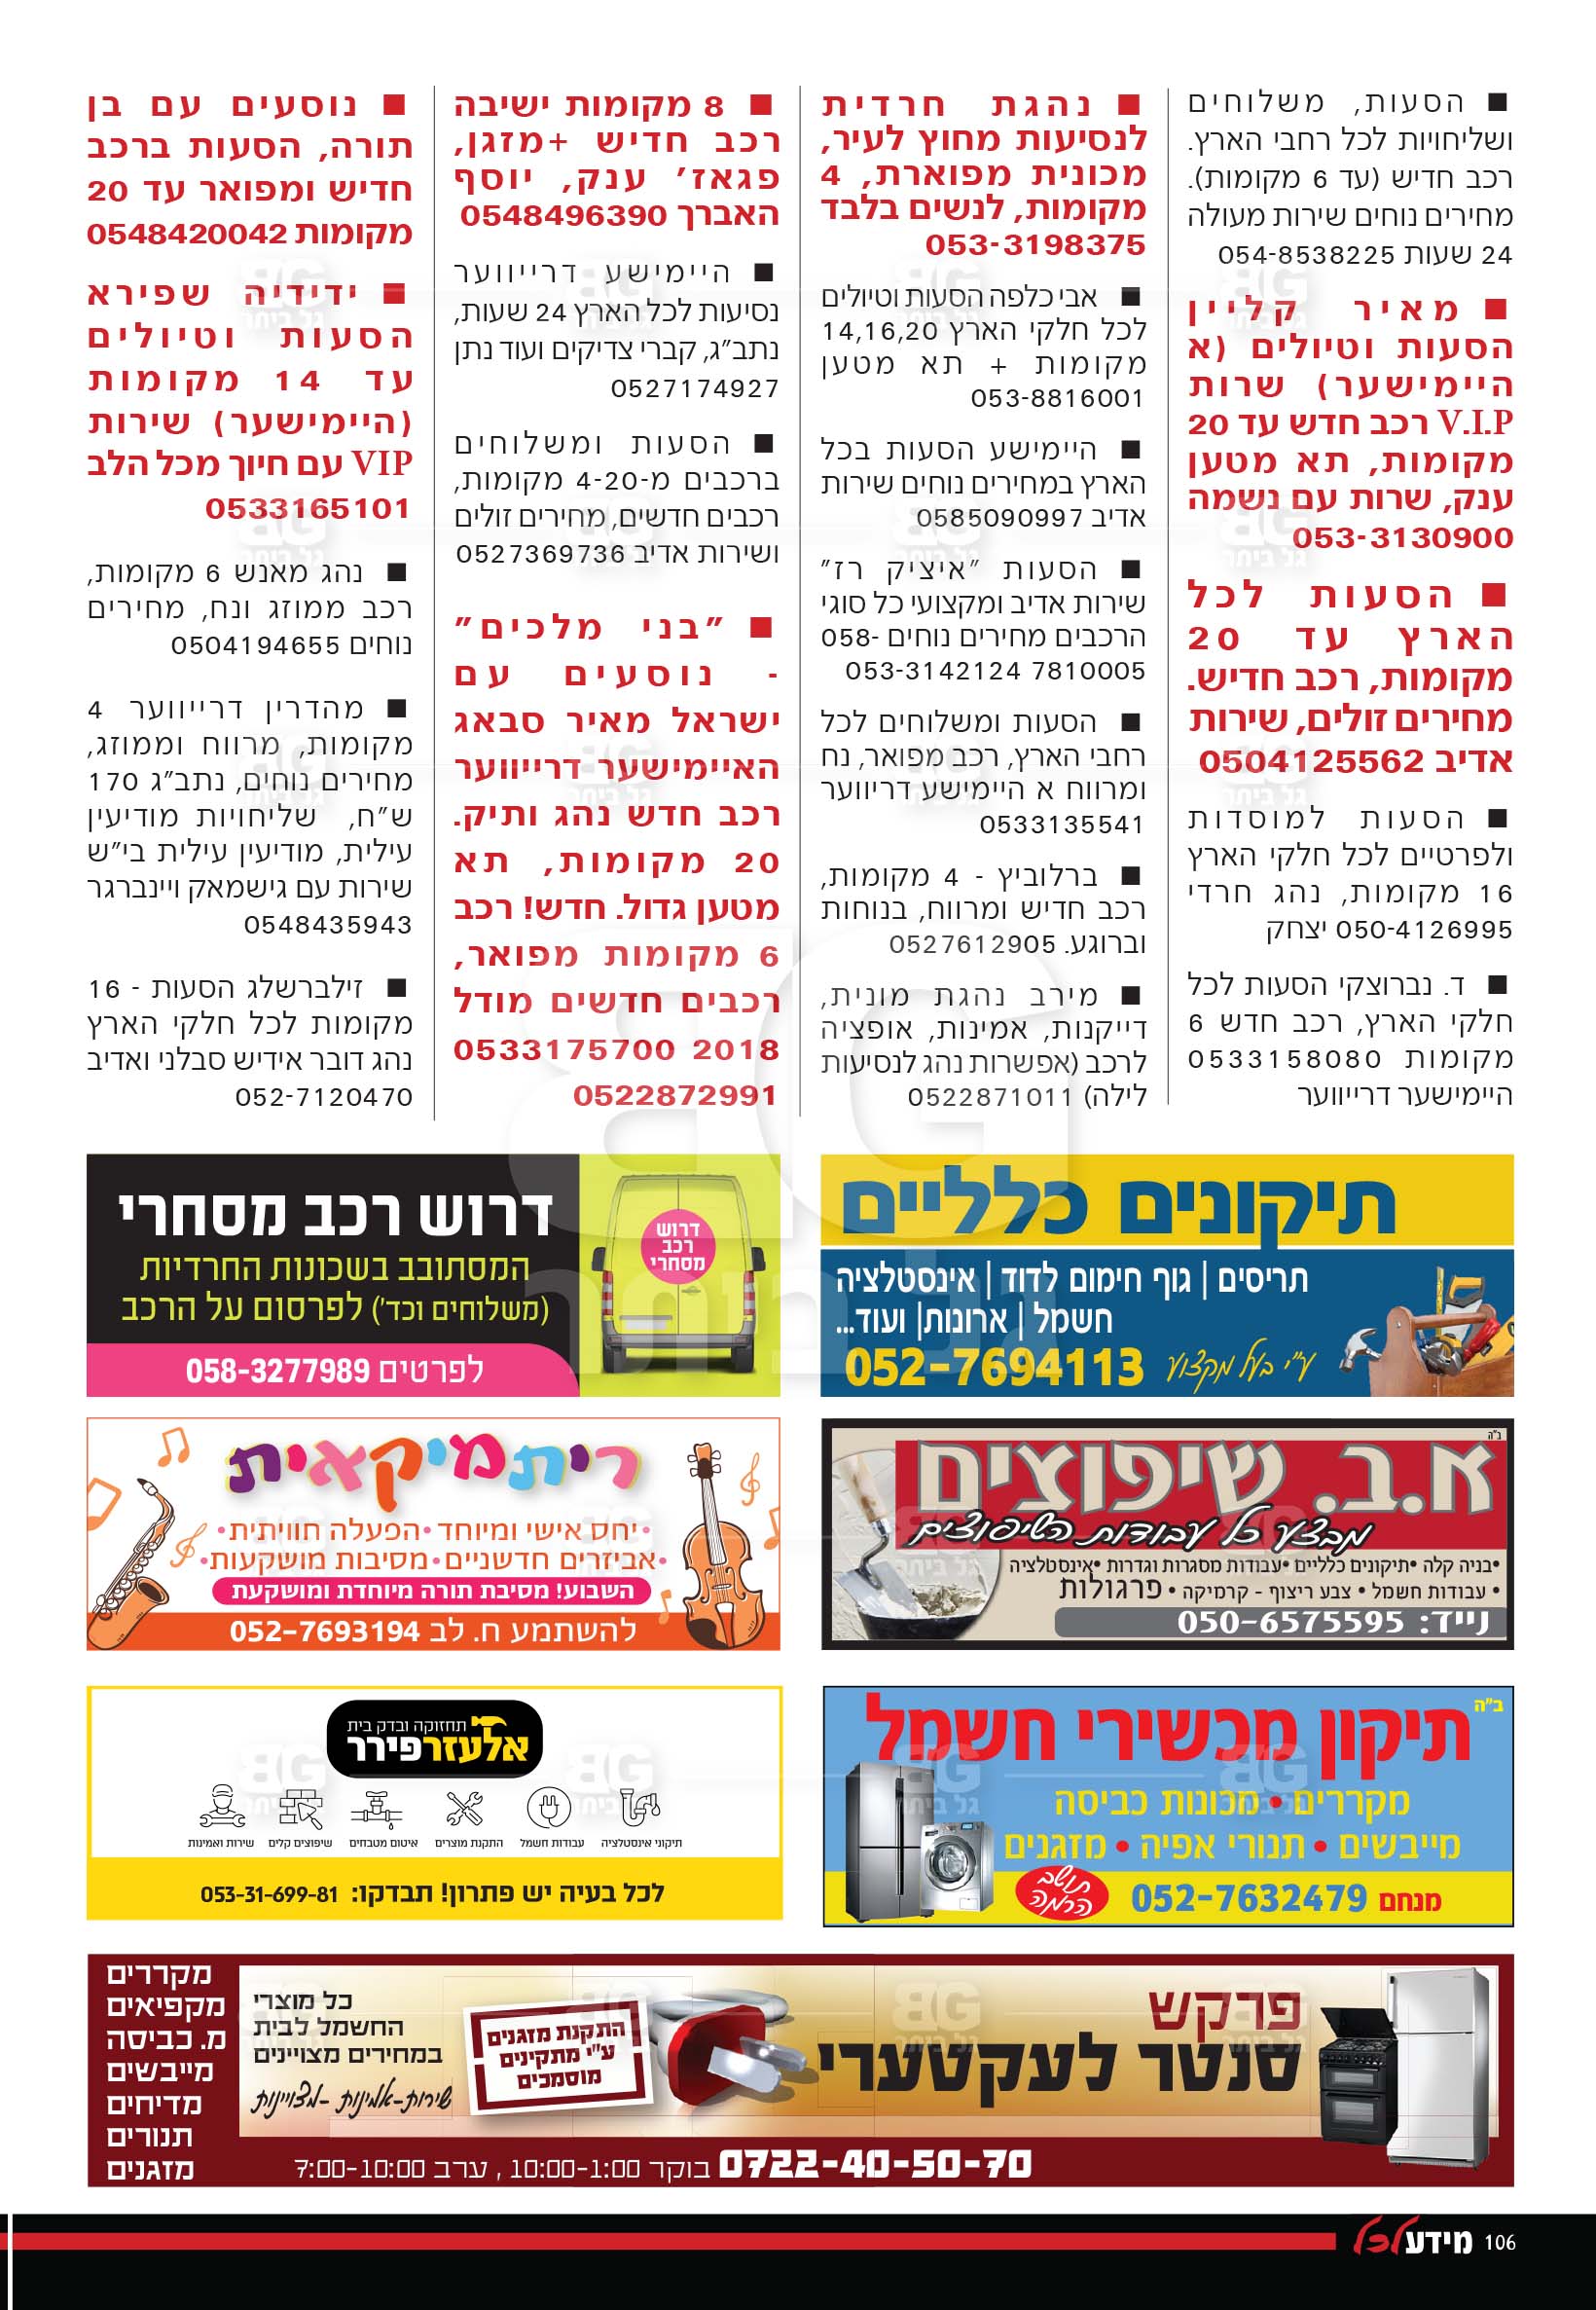 ■ הסעות, משלוחים
ושליחויות לכל רחבי הארץ.
רכב חדיש (עד 6 מקומות).
מחירים נוחים שירות מעולה
24 שעות 054-8538225
■ מאיר קליין
הסעות וטיולים (א
היימישער) שרות
V.I.P רכב חדש עד 20
מקומות, תא מטען
ענק, שרות עם נשמה
053-3130900
■ הסעות לכל
הארץ עד 20
מקומות, רכב חדיש.
מחירים זולים, שירות
אדיב 0504125562
■ הסעות למוסדות
ולפרטיים לכל חלקי הארץ
16 מקומות, נהג חרדי
050-4126995 יצחק
■ ד. נברוצקי הסעות לכל
חלקי הארץ, רכב חדש 6
מקומות 0533158080
היימישער דרייווער
■ נהגת חרדית
לנסיעות מחוץ לעיר,
מכונית מפוארת, 4
מקומות, לנשים בלבד
053-3198375
■ אבי כלפה הסעות וטיולים
לכל חלקי הארץ 14,16,20
מקומות + תא מטען
053-8816001
■ היימישע הסעות בכל
הארץ במחירים נוחים שירות
אדיב 0585090997
■ הסעות "איציק רז"
שירות אדיב ומקצועי כל סוגי
הרכבים מחירים נוחים 058-
7810005 053-3142124
■ הסעות ומשלוחים לכל
רחבי הארץ, רכב מפואר, נח
ומרווח א היימישע דריווער
0533135541
■ ברלוביץ - 4 מקומות,
רכב חדיש ומרווח, בנוחות
וברוגע. 0527612905
■ מירב נהגת מונית,
דייקנות, אמינות, אופציה
לרכב (אפשרות נהג לנסיעות
לילה) 0522871011
■ 8 מקומות ישיבה
רכב חדיש +מזגן,
פגאז' ענק, יוסף
האברך 0548496390
■ היימישע דרייווער
נסיעות לכל הארץ 24 שעות,
נתב"ג, קברי צדיקים ועוד נתן
0527174927
■ הסעות ומשלוחים
ברכבים מ-4-20 מקומות,
רכבים חדשים, מחירים זולים
ושירות אדיב 0527369736
■ "בני מלכים"
- נוסעים עם
ישראל מאיר סבאג
האיימישער דרייווער
רכב חדש נהג ותיק.
20 מקומות, תא
מטען גדול. חדש! רכב
6 מקומות מפואר,
רכבים חדשים מודל
2018 0533175700
0522872991
■ נוסעים עם בן
תורה, הסעות ברכב
חדיש ומפואר עד 20
מקומות 0548420042
■ ידידיה שפירא
הסעות וטיולים
עד 14 מקומות
(היימישער) שירות
VIP עם חיוך מכל הלב
0533165101
■ נהג מאנש 6 מקומות,
רכב ממוזג ונח, מחירים
נוחים 0504194655
■ מהדרין דרייווער 4
מקומות, מרווח וממוזג,
מחירים נוחים, נתב"ג 170
ש"ח, שליחויות מודיעין
עילית, מודיעין עילית בי"ש
שירות עם גישמאק ויינברגר
0548435943
■ זילברשלג הסעות - 16
מקומות לכל חלקי הארץ
נהג דובר אידיש סבלני ואדיב
052-7120470
תיקונים כלליים
תריסים | גוף חימום לדוד | אינסטלציה
חשמל | ארונות| ועוד...
ע"י בעל מקצוע 052-7694113
דרוש רכב מסחרי
המסתובב בשכונות החרדיות
(משלוחים וכד') לפרסום על הרכב
לפרטים 058-3277989
דרוש
רכב
מסחרי
ב"ה
א.ב. שיפוצים
מבצע כל עבודות השיפוצים
•בניה קלה •תיקונים כלליים •עבודות מסגרות וגדרות •אינסטלציה
• עבודות חשמל • צבע ריצוף - קרמיקה • פרגולות
נייד: 050-6575595
ריתמיקאית
•יחס אישי ומיוחד•הפעלה חוויתית•
•אביזרים חדשניים•מסיבות מושקעות•
השבוע! מסיבת תורה מיוחדת ומושקעת
להשתמע ח. לב 052-7693194
ב"ה
תיקון מכשירי חשמל
מקררים • מכונות כביסה
מייבשים • תנורי אפיה • מזגנים
מנחם 052-7632479
תושב
הרמה
תחזוקה ובדק בית
אלעזרפירר
תיקוני אינסטלציה
עבודות חשמל
התקנת מוצרים
איטום מטבחים
שיפוצים קלים
שירות ואמינות
לכל בעיה יש פתרון! תבדקו: 053-31-699-81
פרקש
סנטר לעקטערי
התקנת מזגנים
ע"י מתקינים
מוסמכים
כל מוצרי
החשמל לבית
במחירים מצויינים
שירות-אמינות -מצויינות
מקררים
מקפיאים
מ. כביסה
מייבשים
מדיחים
תנורים
מזגנים
0722-40-50-70 בוקר 10:00-1:00 , ערב 7:00-10:00
106 מידע לכל
BG
גל ביתר